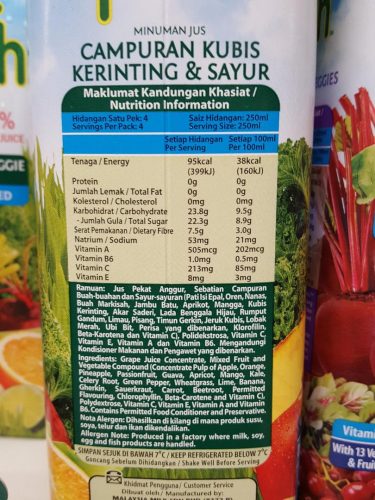 h
MINUMAN JUS
CAMPURAN KUBIS
KERINTING & SAYUR
Maklumat Kandungan Khasiat /
Nutrition Information
Hidangan Satu Pek: 4 Saiz Hidangan: 250ml
Servings Per Pack: 4 Serving Size: 250ml
Setiap Hidangan Setiap 100ml
Per Serving Per 100ml
Tenaga / Energy 95kcal 38kcal
(399kJ) (160kJ)
Protein 0g 0g
Jumlah Lemak / Total Fat 0g 0g
Kolesterol / Cholesterol 0mg 0mg
Karbohidrat / Carbohydrate 23.8g 9.5g
- Jumlah Gula / Total Sugar 22.3g 8.9g
Serat Pemakanan / Dietary Fibre 7.5g 3.0g
Natrium / Sodium 53mg 21mg
Vitamin A 505mcg 202mcg
Vitamin B6 1.0mg 0.5mg
Vitamin C 213mg 85mg
Vitamin E 8mg 3mg
Ramuan: Jus Pekat Anggur, Sebatian Campuran
Buah-buahan dan Sayur-sayuran (Pati Isi Epal, Oren, Nanas,
Buah Markisah, Jambu Batu, Aprikot, Mangga, Kubis
Kerinting, Akar Saderi, Lada Benggala Hijau, Rumput
Gandum, Limau, Pisang, Timun Gerkin, Jeruk Kubis, Lobak
Merah, Ubi Bit, Perisa yang dibenarkan, Klorofilin,
Beta-Karotena dan Vitamin C), Polidekstrosa, Vitamin C,
Vitamin E, Vitamin A dan Vitamin B6. Mengandungi
Kondisioner Makanan dan Pengawet yang dibenarkan.
Ingredients: Grape Juice Concentrate, Mixed Fruit and
Vegetable Compound (Concentrate Pulp of Apple, Orange,
Pineapple, Passionfruit, Guava, Apricot, Mango, Kale,
Celery Root, Green Pepper, Wheatgrass, Lime, Banana,
Gherkin, Sauerkraut, Carrot, Beetroot, Permitted
Flavouring, Chlorophyllin, Beta-Carotene and Vitamin C),
Polydextrose, Vitamin C, Vitamin E, Vitamin A and Vitamin
B6. Contains Permitted Food Conditioner and Preservative.
Nota Alergen: Dihasilkan di kilang di mana produk susu,
soya, telur dan ikan dikendalikan.
Allergen Note: Produced in a factory where milk, soy,
egg and fish products are handled.
SIMPAN SEJUK DI BAWAH 7°C / KEEP REFRIGERATED BELOW 7°C
Goncang Sebelum Dihidangkan / Shake Well Before Serving
Khidmat Pengguna / Customer Service
Dibuat oleh / Manufactured by:
%
JUICE
GGIE
ED
GGIES
Vitam
With 13 V
& Frui